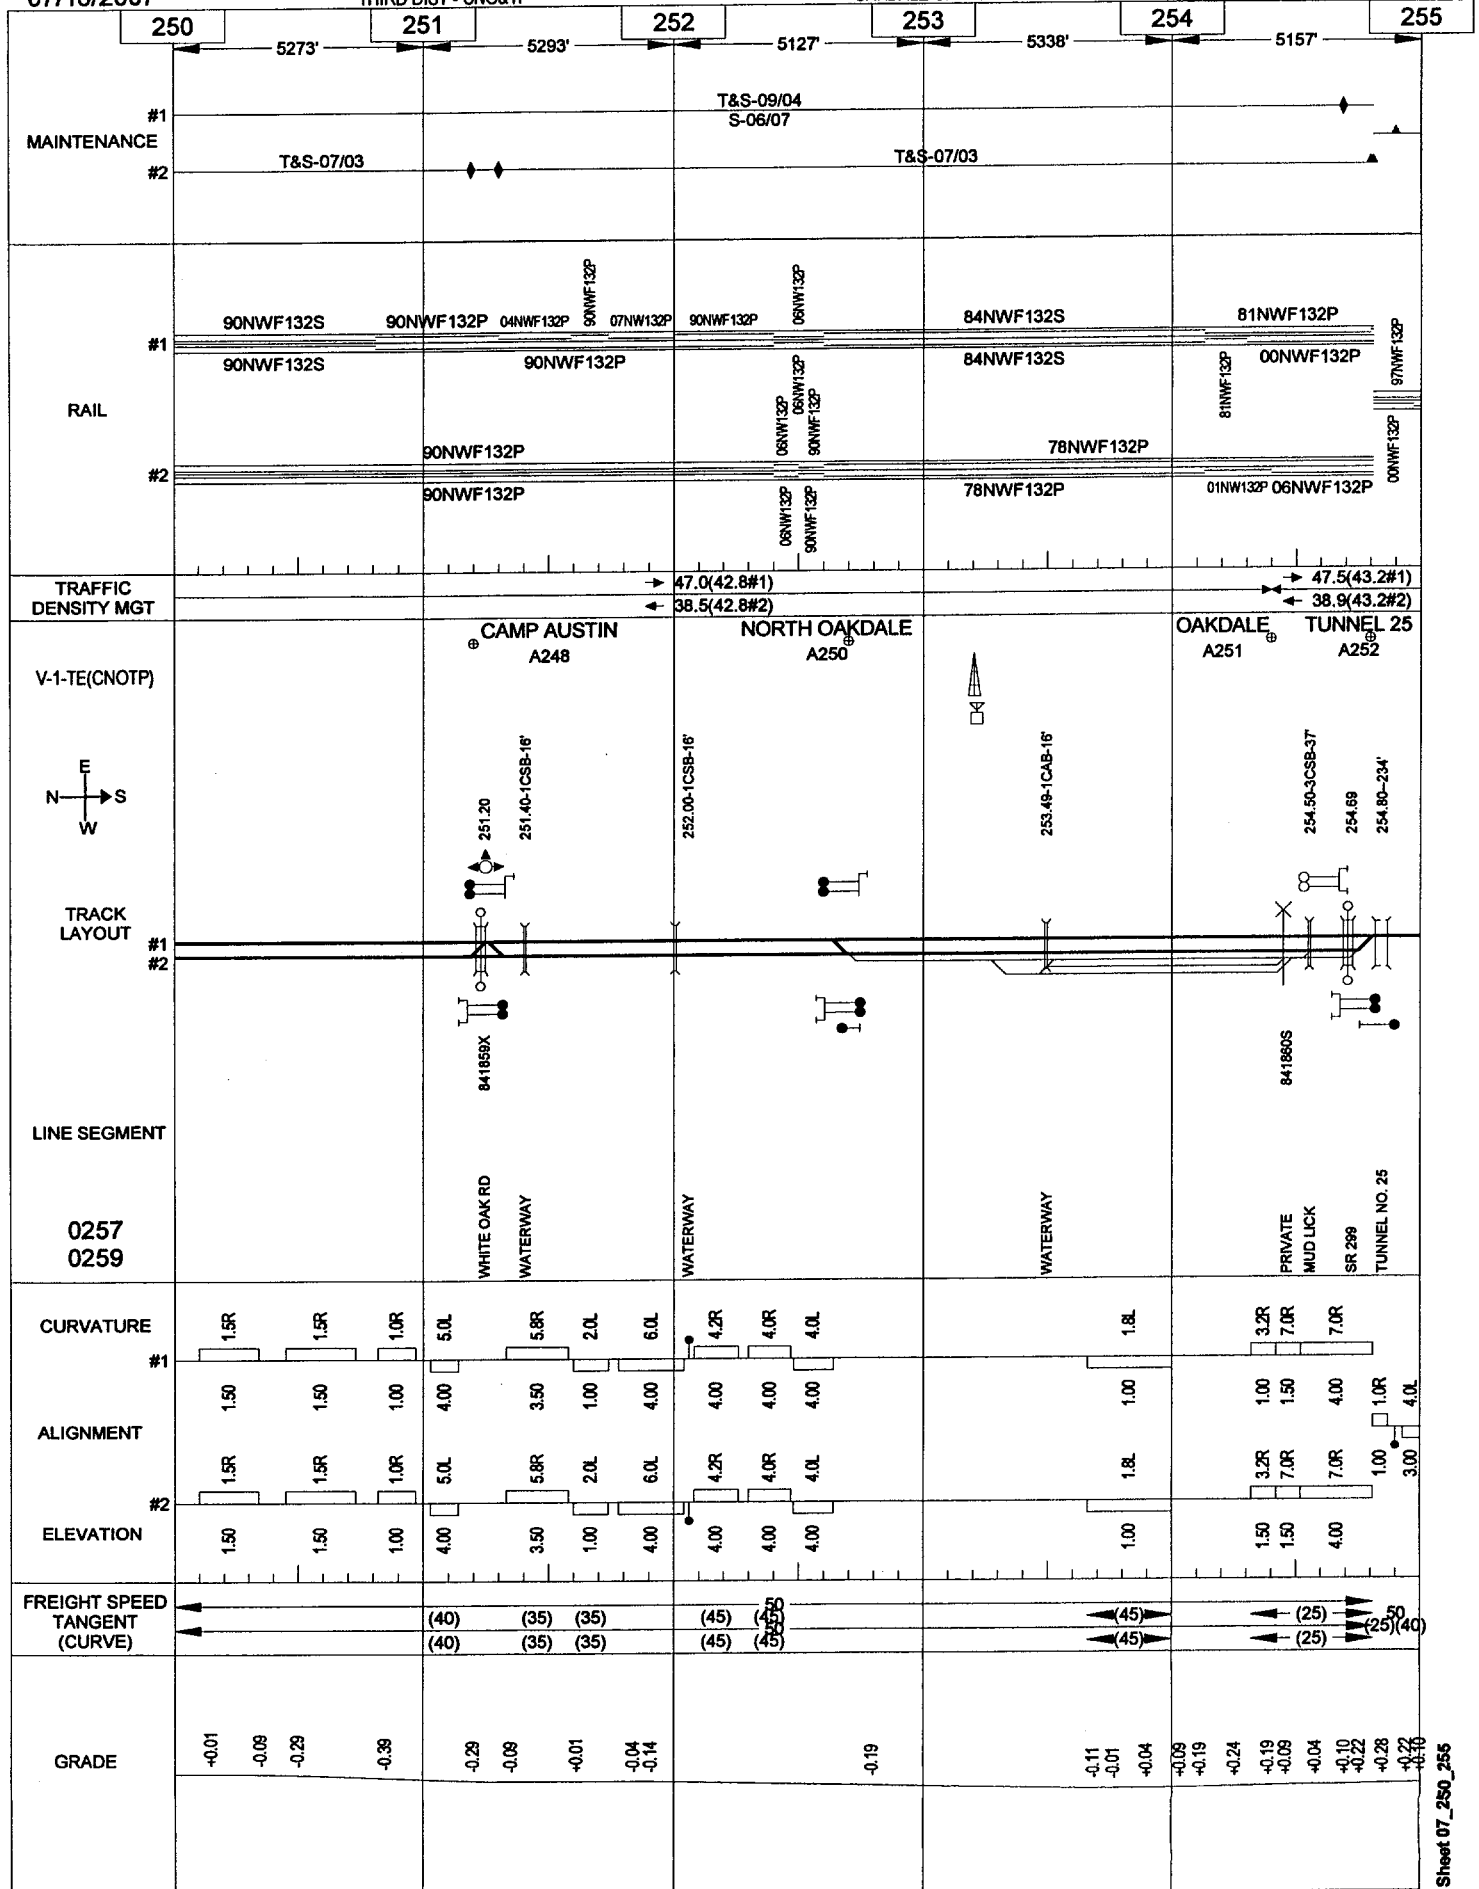 250 251 252 253 254 255
5273' 5293' 5127' 5338' 5157'
MAINTENANCE
#1
T&S-09/04
S-06/07
#2
T&S-07/03
T&S-07/03
RAIL
#1
90NWF132S 90NWF132P 04NWF132P 90NWF132P 07NW132P 90NWF132P 06NW132P 84NWF132S 81NWF132P
90NWF132S 90NWF132P 06NW132P 84NWF132S 81NWF132P 00NWF132P 97NWF132P
#2
90NWF132P 06NW132P 90NWF132P 78NWF132P
90NWF132P 06NW132P 90NWF132P 78NWF132P 01NW132P 06NWF132P 00NWF132P
TRAFFIC
DENSITY MGT
47.0(42.8#1) 47.5(43.2#1)
38.5(42.8#2) 38.9(43.2#2)
V-1-TE(CNOTP)
CAMP AUSTIN
A248
NORTH OAKDALE
A250
OAKDALE
A251
TUNNEL 25
A252
E
N S
W
251.20
251.40-1CSB-16'
252.00-1CSB-16'
253.49-1CAB-16'
254.50-3CSB-37'
254.69
254.80--234'
TRACK
LAYOUT
#1
#2
841859X
841860S
LINE SEGMENT
0257
0259
WHITE OAK RD
WATERWAY
WATERWAY
WATERWAY
PRIVATE
MUD LICK
SR 299
TUNNEL NO. 25
CURVATURE
#1
1.5R 1.5R 1.0R 5.0L 5.8R 2.0L 6.0L 4.2R 4.0R 4.0L 1.8L 3.2R 7.0R 7.0R
1.50 1.50 1.00 4.00 3.50 1.00 4.00 4.00 4.00 4.00 1.00 1.00 1.50 4.00 1.0R 4.0L
ALIGNMENT
#2
1.5R 1.5R 1.0R 5.0L 5.8R 2.0L 6.0L 4.2R 4.0R 4.0L 1.8L 3.2R 7.0R 7.0R 1.00 3.00
ELEVATION
1.50 1.50 1.00 4.00 3.50 1.00 4.00 4.00 4.00 4.00 1.00 1.50 1.50 4.00
FREIGHT SPEED
TANGENT
(CURVE)
50 50
(40) (35) (35) (45) (45) (45) (25)
50 (25)(40)
(40) (35) (35) (45) (45) (45) (25)
GRADE
+0.01 -0.09 -0.29 -0.39 -0.29 -0.09 +0.01 -0.04 -0.14 -0.19 -0.11 -0.01 +0.04 +0.09 +0.19 +0.24 +0.19 +0.09 +0.04 +0.10 +0.22 +0.28 +0.22
Sheet 07_250_255